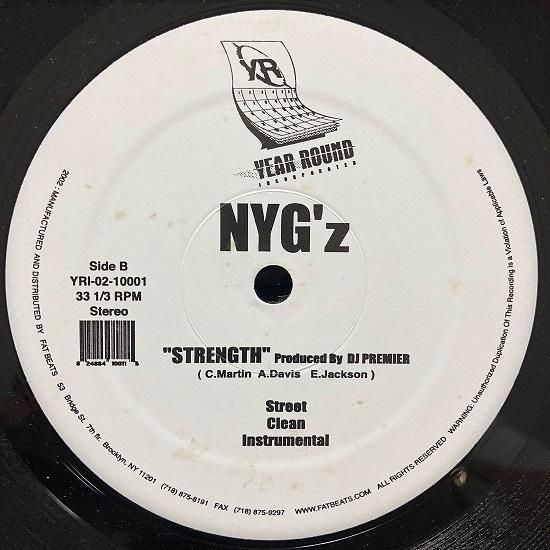 YR
YEAR ROUND
INCORPORATED
NYG'z
Side B
YRI-02-10001
33 1/3 RPM
Stereo
"STRENGTH" Produced By DJ PREMIER
( C.Martin A.Davis E.Jackson )
Street
Clean
Instrumental
2002 : MANUFACTURED AND DISTRIBUTED BY FAT BEATS 53 Bridge St. 7th flr. Brooklyn, NY 11201 (718) 875-8191 FAX (718) 875-9297 WWW.FATBEATS.COM ALL RIGHTS RESERVED WARNING: Unauthorized Duplication Of This Recording is a Violation of Applicable Laws